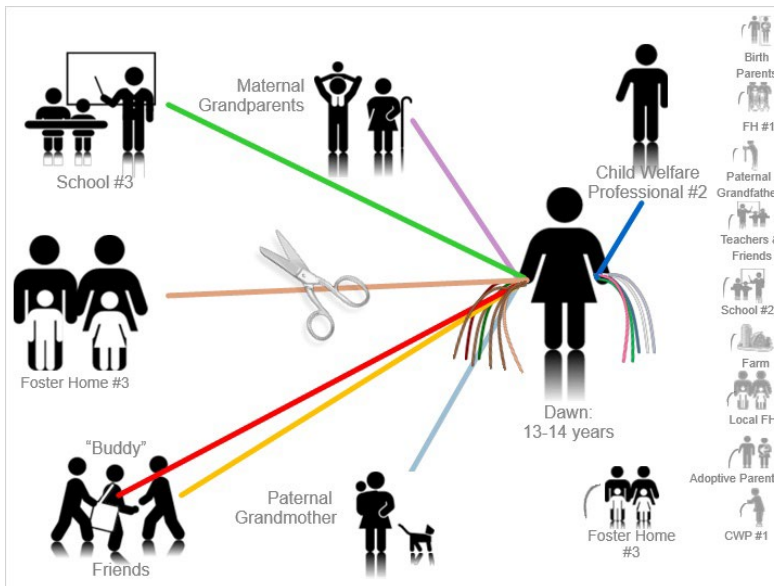 Maternal
Grandparents
School #3
Child Welfare
Professional #2
Foster Home #3
Dawn:
13-14 years
"Buddy"
Friends
Paternal
Grandmother
Foster Home
#3
Birth
Parents
FH #1
Paternal
Grandfather
Teachers &
Friends
School #2
Farm
Local FH
Adoptive Parent
CWP #1